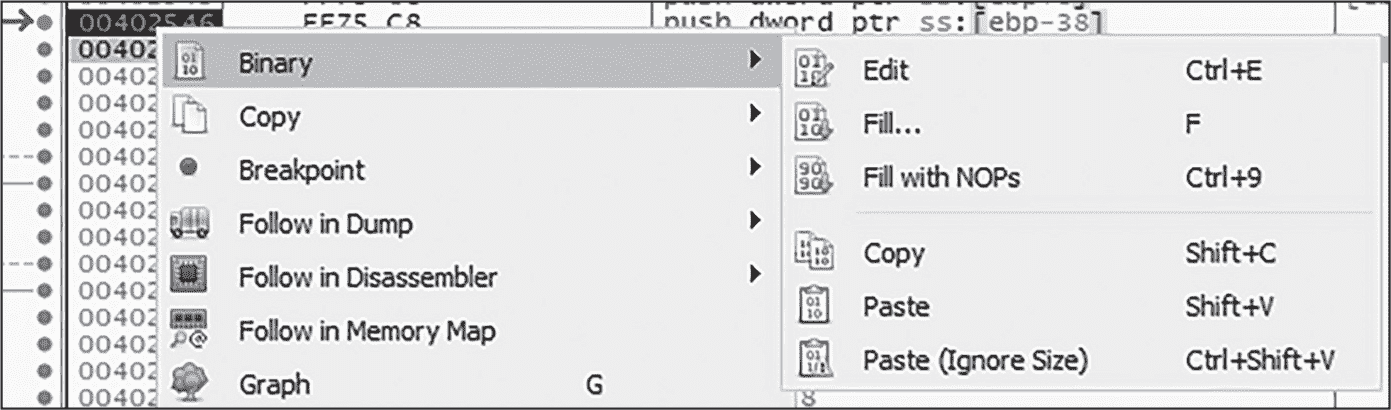 00402546 FF75 C8 push dword ptr ss:[ebp-38]
00402
Binary
Copy
Breakpoint
Follow in Dump
Follow in Disassembler
Follow in Memory Map
Graph G
Edit Ctrl+E
Fill... F
Fill with NOPs Ctrl+9
Copy Shift+C
Paste Shift+V
Paste (Ignore Size) Ctrl+Shift+V
00402
00402
00402
00402
00402
00402
00402
00402
00402
00402
00402
00402
00402
8